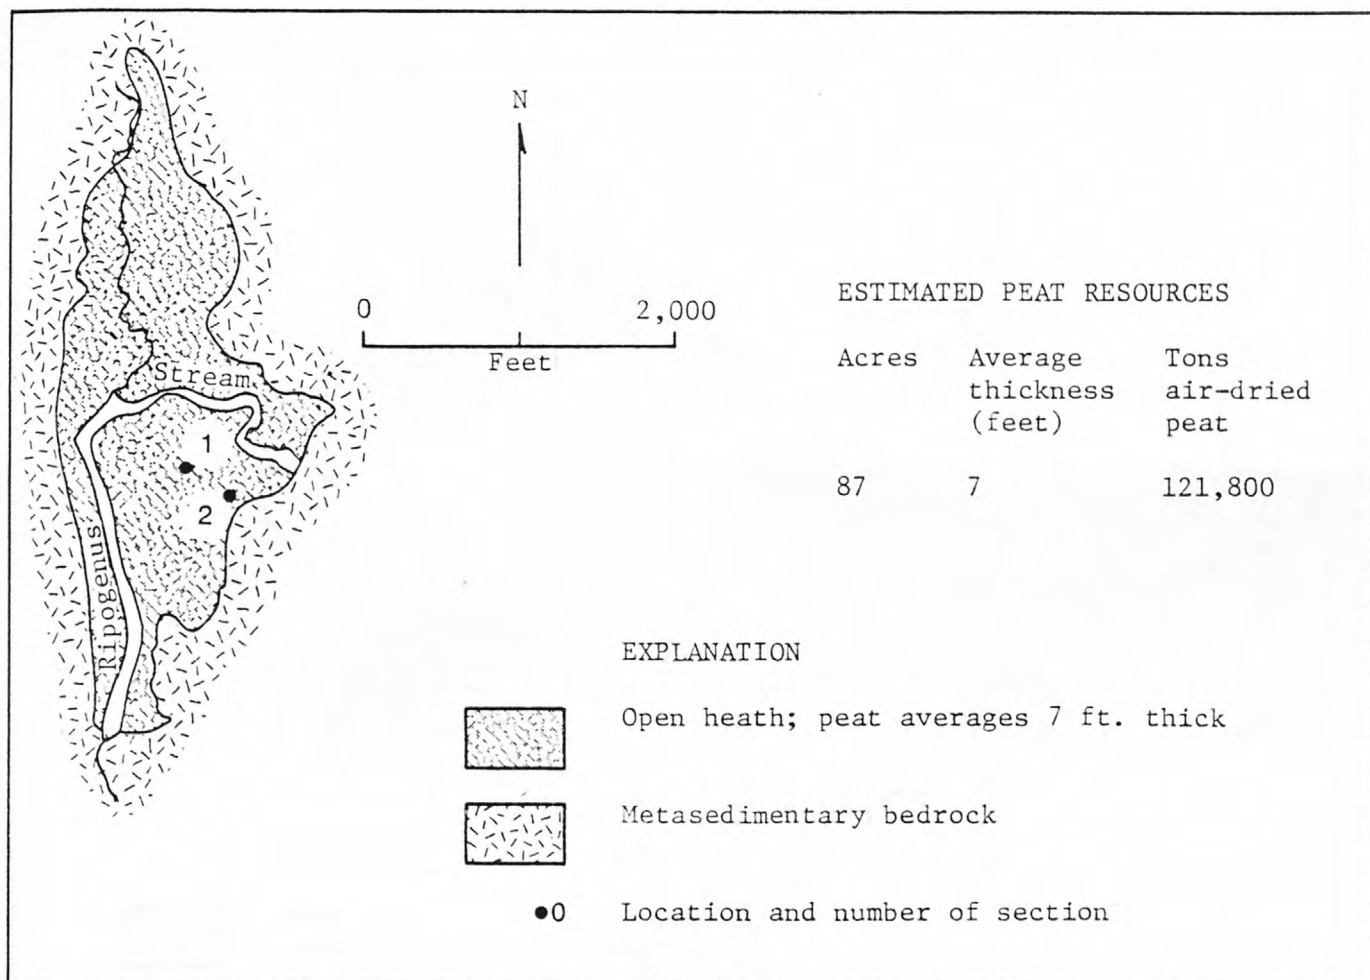 N
0 2,000
Feet
Stream
1
2
Ripogenus
ESTIMATED PEAT RESOURCES
Acres Average Tons
thickness air-dried
(feet) peat
87 7 121,800
EXPLANATION
Open heath; peat averages 7 ft. thick
Metasedimentary bedrock
●0 Location and number of section